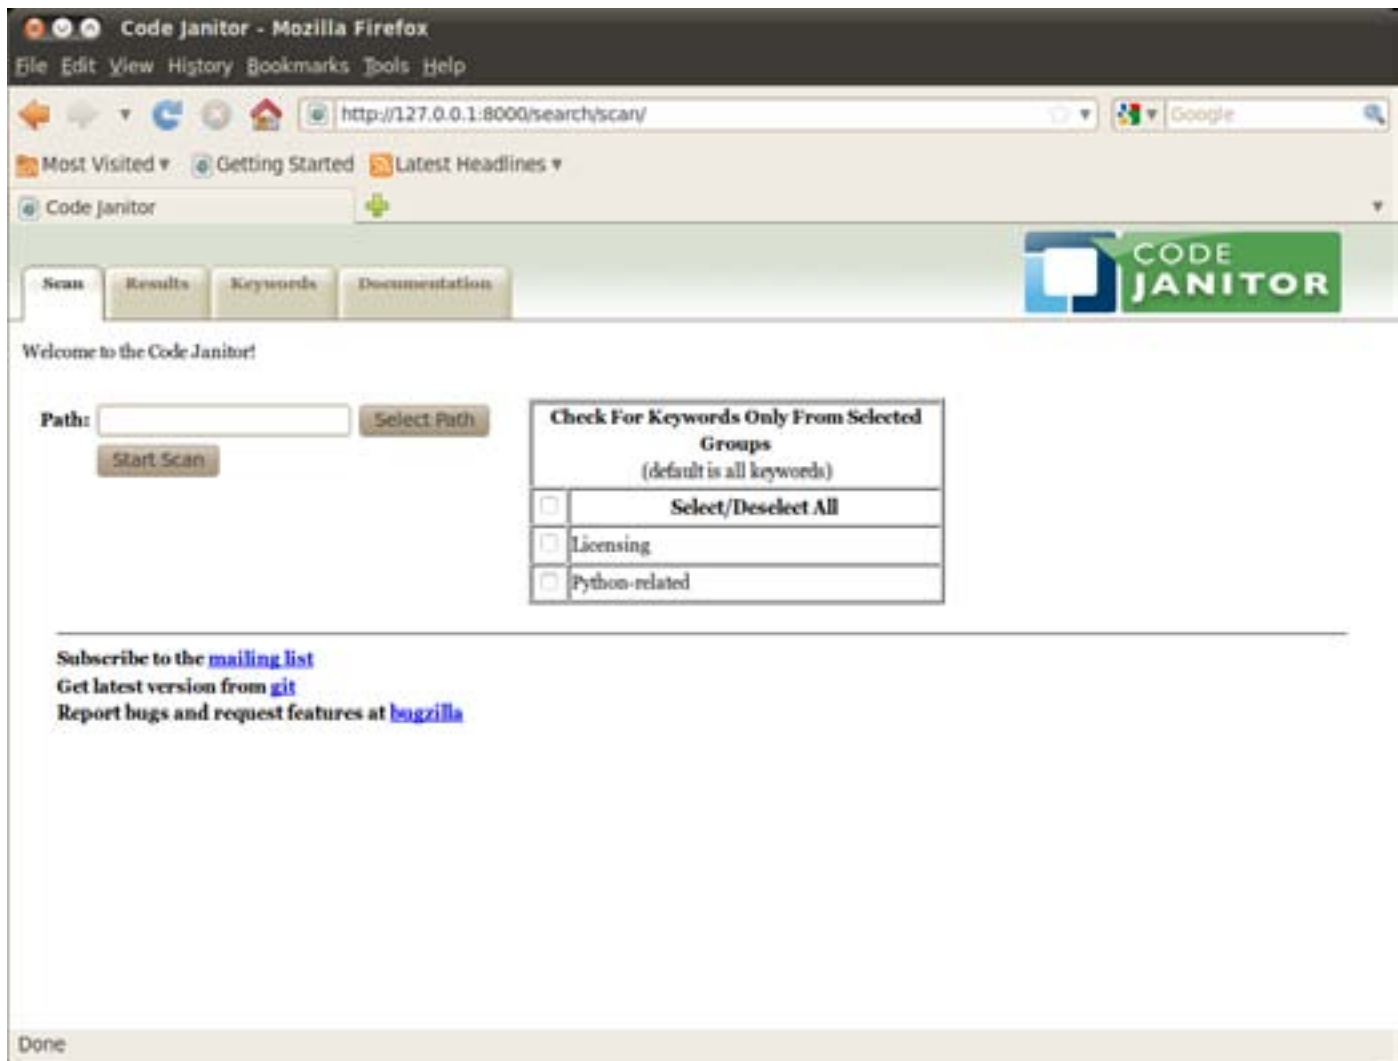 Code Janitor - Mozilla Firefox
File Edit View History Bookmarks Tools Help
http://127.0.0.1:8000/search/scan/
Google
Most Visited
Getting Started
Latest Headlines
Code Janitor
Scan
Results
Keywords
Documentation
CODE
JANITOR
Welcome to the Code Janitor!
Path:
Select Path
Start Scan
Check For Keywords Only From Selected
Groups
(default is all keywords)
Select/Deselect All
Licensing
Python-related
Subscribe to the mailing list
Get latest version from git
Report bugs and request features at bugzilla
Done